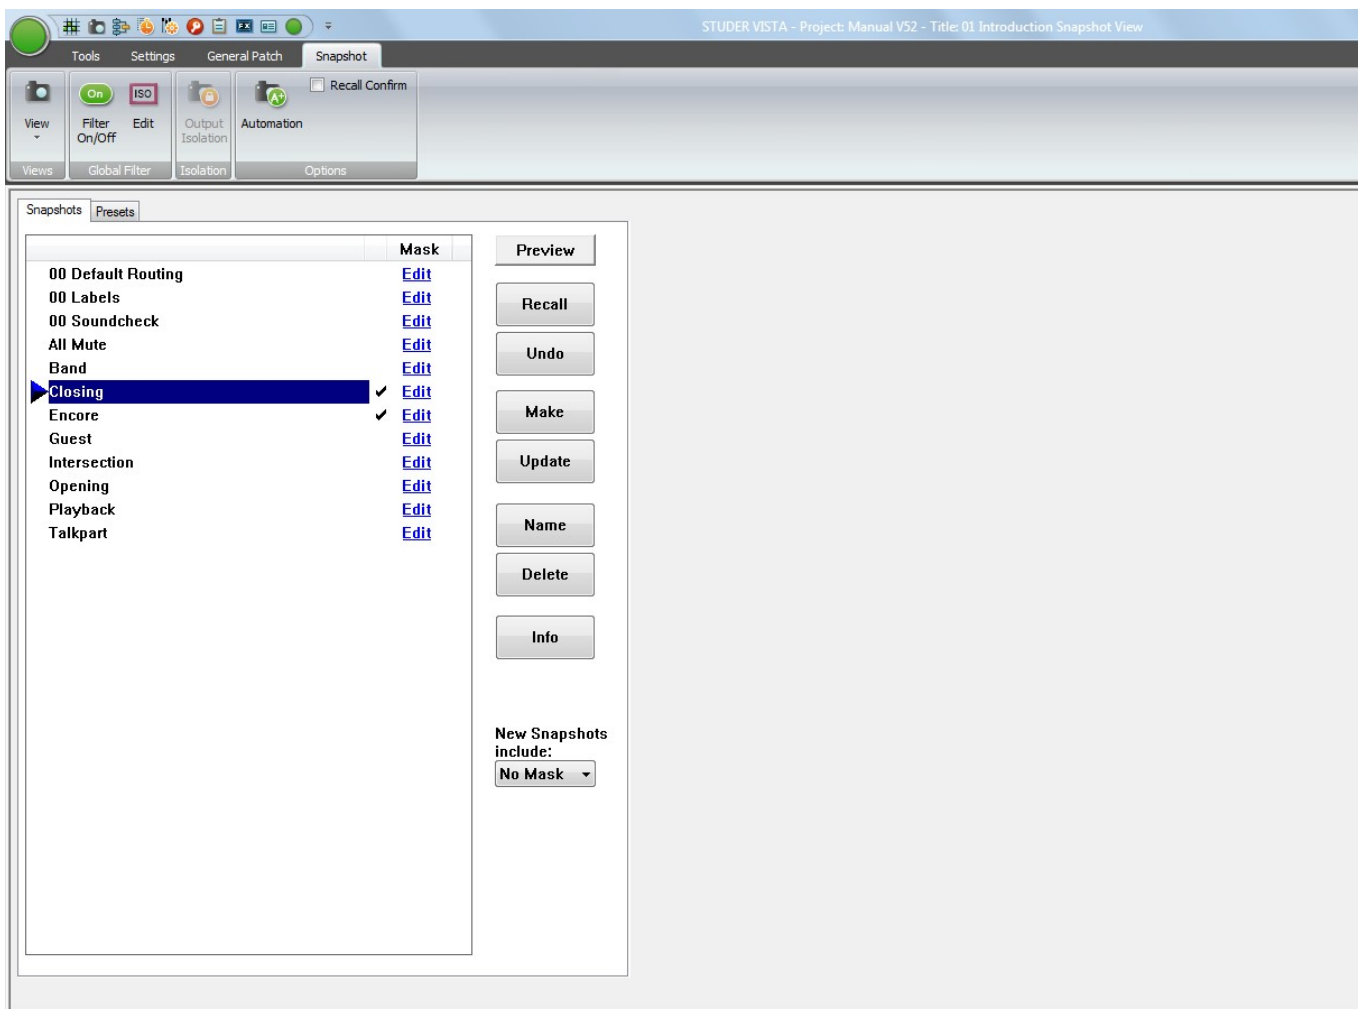 STUDER VISTA - Project: Manual V52 - Title: 01 Introduction Snapshot View
FX
Tools Settings General Patch Snapshot
On ISO A+ Recall Confirm
View Filter On/Off Edit Output Isolation Automation
Views Global Filter Isolation Options
Snapshots Presets
Mask
00 Default Routing Edit
00 Labels Edit
00 Soundcheck Edit
All Mute Edit
Band Edit
Closing Edit
Encore Edit
Guest Edit
Intersection Edit
Opening Edit
Playback Edit
Talkpart Edit
Preview
Recall
Undo
Make
Update
Name
Delete
Info
New Snapshots
include:
No Mask